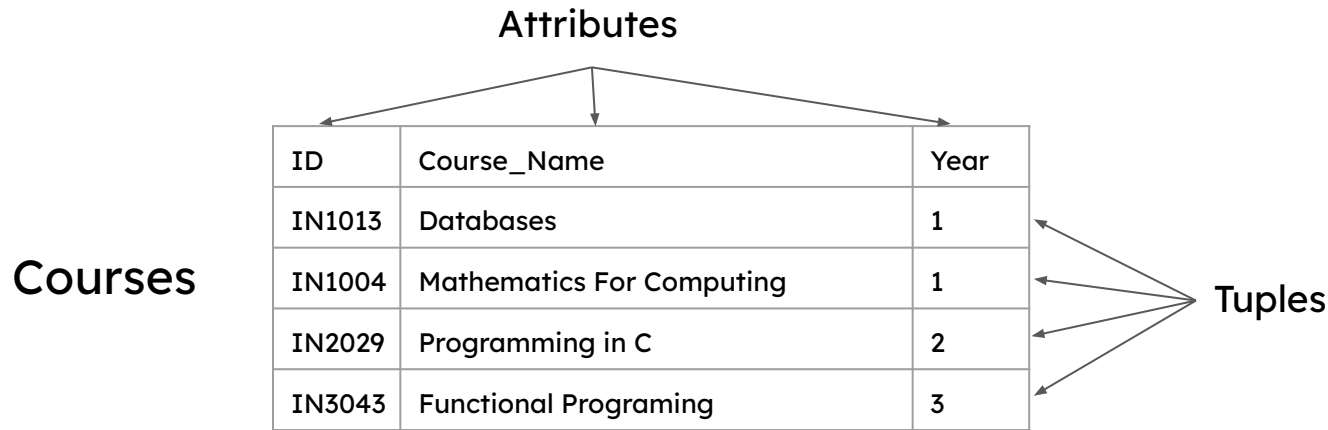 Attributes
ID Course_Name Year
IN1013 Databases 1
Courses
IN1004 Mathematics For Computing 1
Tuples
IN2029 Programming in C 2
IN3043 Functional Programing 3